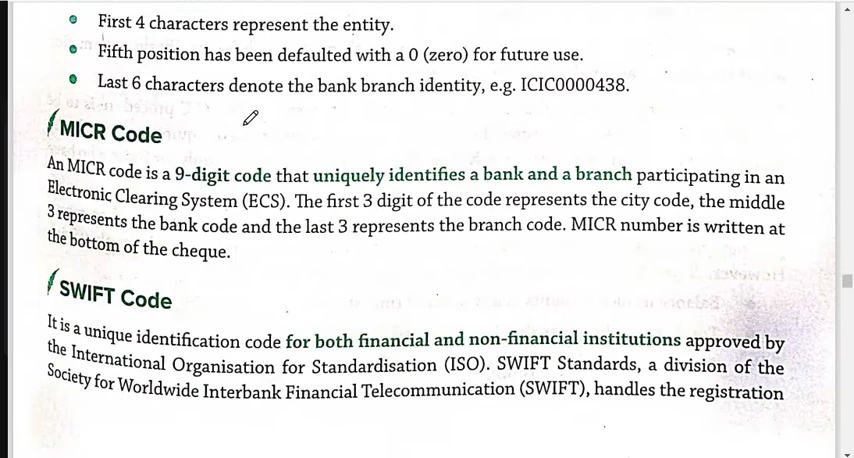 First 4 characters represent the entity.
Fifth position has been defaulted with a 0 (zero) for future use.
Last 6 characters denote the bank branch identity, e.g. ICIC0000438.
MICR Code
An MICR code is a 9-digit code that uniquely identifies a bank and a branch participating in an
Electronic Clearing System (ECS). The first 3 digit of the code represents the city code, the middle
3 represents the bank code and the last 3 represents the branch code. MICR number is written at
the bottom of the cheque.
SWIFT Code
It is a unique identification code for both financial and non-financial institutions approved by
the International Organisation for Standardisation (ISO). SWIFT Standards, a division of the
Society for Worldwide Interbank Financial Telecommunication (SWIFT), handles the registration